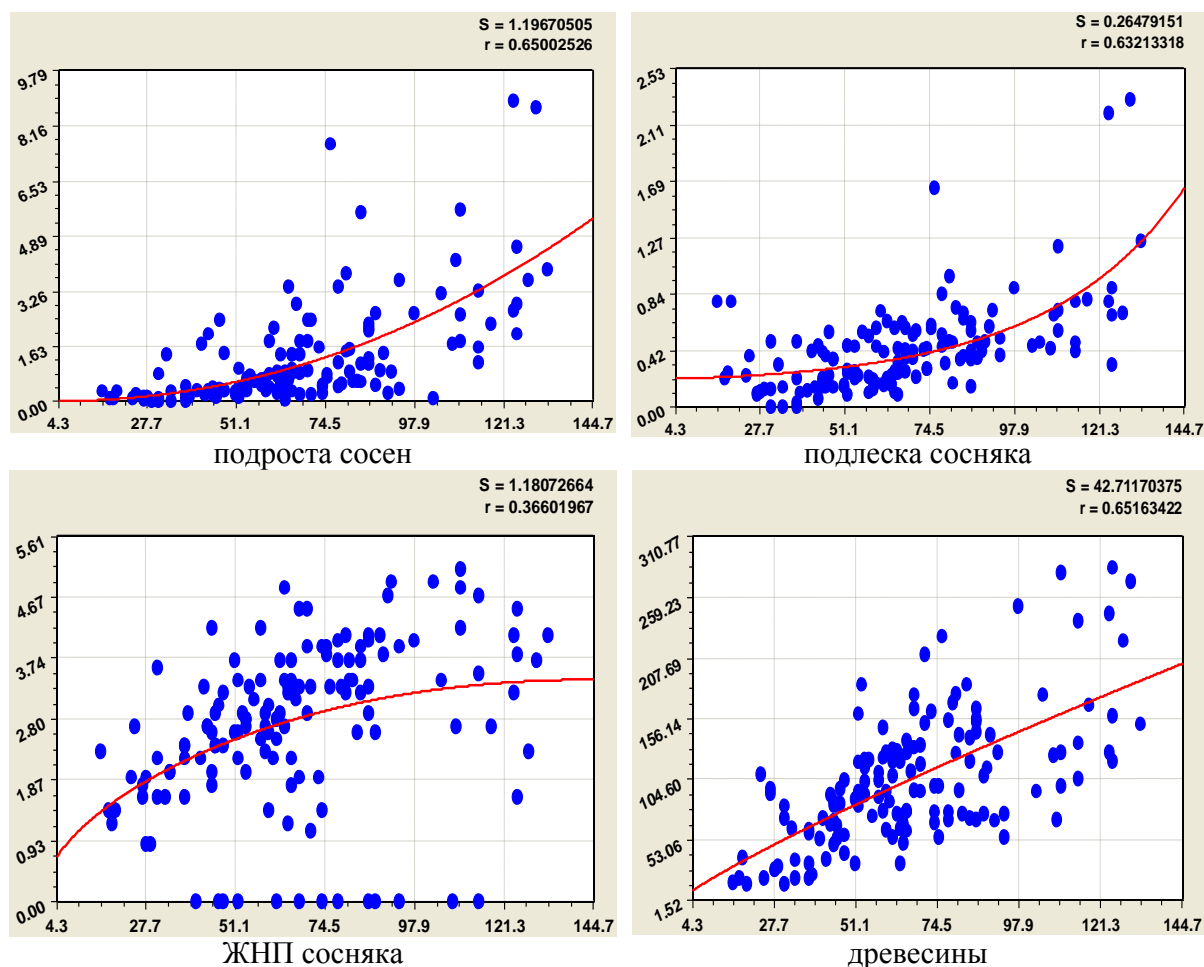 S = 1.19670505
r = 0.65002526
9.79
8.16
6.53
4.89
3.26
1.63
0.00
4.3 27.7 51.1 74.5 97.9 121.3 144.7
подроста сосен
S = 0.26479151
r = 0.63213318
2.53
2.11
1.69
1.27
0.84
0.42
0.00
4.3 27.7 51.1 74.5 97.9 121.3 144.7
подлеска сосняка
S = 1.18072664
r = 0.36601967
5.61
4.67
3.74
2.80
1.87
0.93
0.00
4.3 27.7 51.1 74.5 97.9 121.3 144.7
ЖНП сосняка
S = 42.71170375
r = 0.65163422
310.77
259.23
207.69
156.14
104.60
53.06
1.52
4.3 27.7 51.1 74.5 97.9 121.3 144.7
древесины